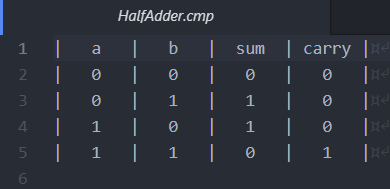 HalfAdder.cmp
1 | a | b | sum | carry |¤↵
2 | 0 | 0 | 0 | 0 |¤↵
3 | 0 | 1 | 1 | 0 |¤↵
4 | 1 | 0 | 1 | 0 |¤↵
5 | 1 | 1 | 0 | 1 |¤↵
6